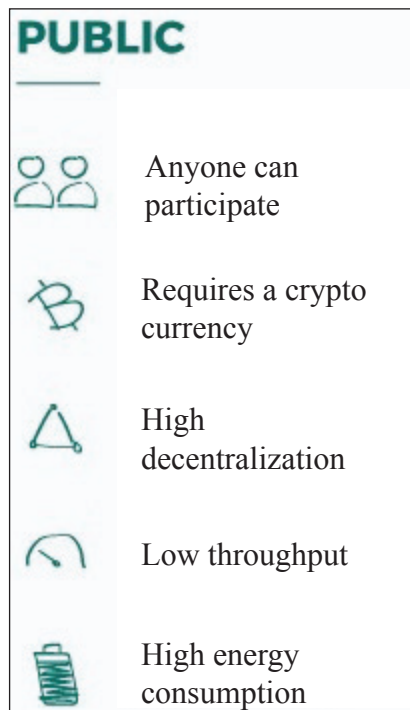 PUBLIC
Anyone can
participate
Requires a crypto
currency
High
decentralization
Low throughput
High energy
consumption